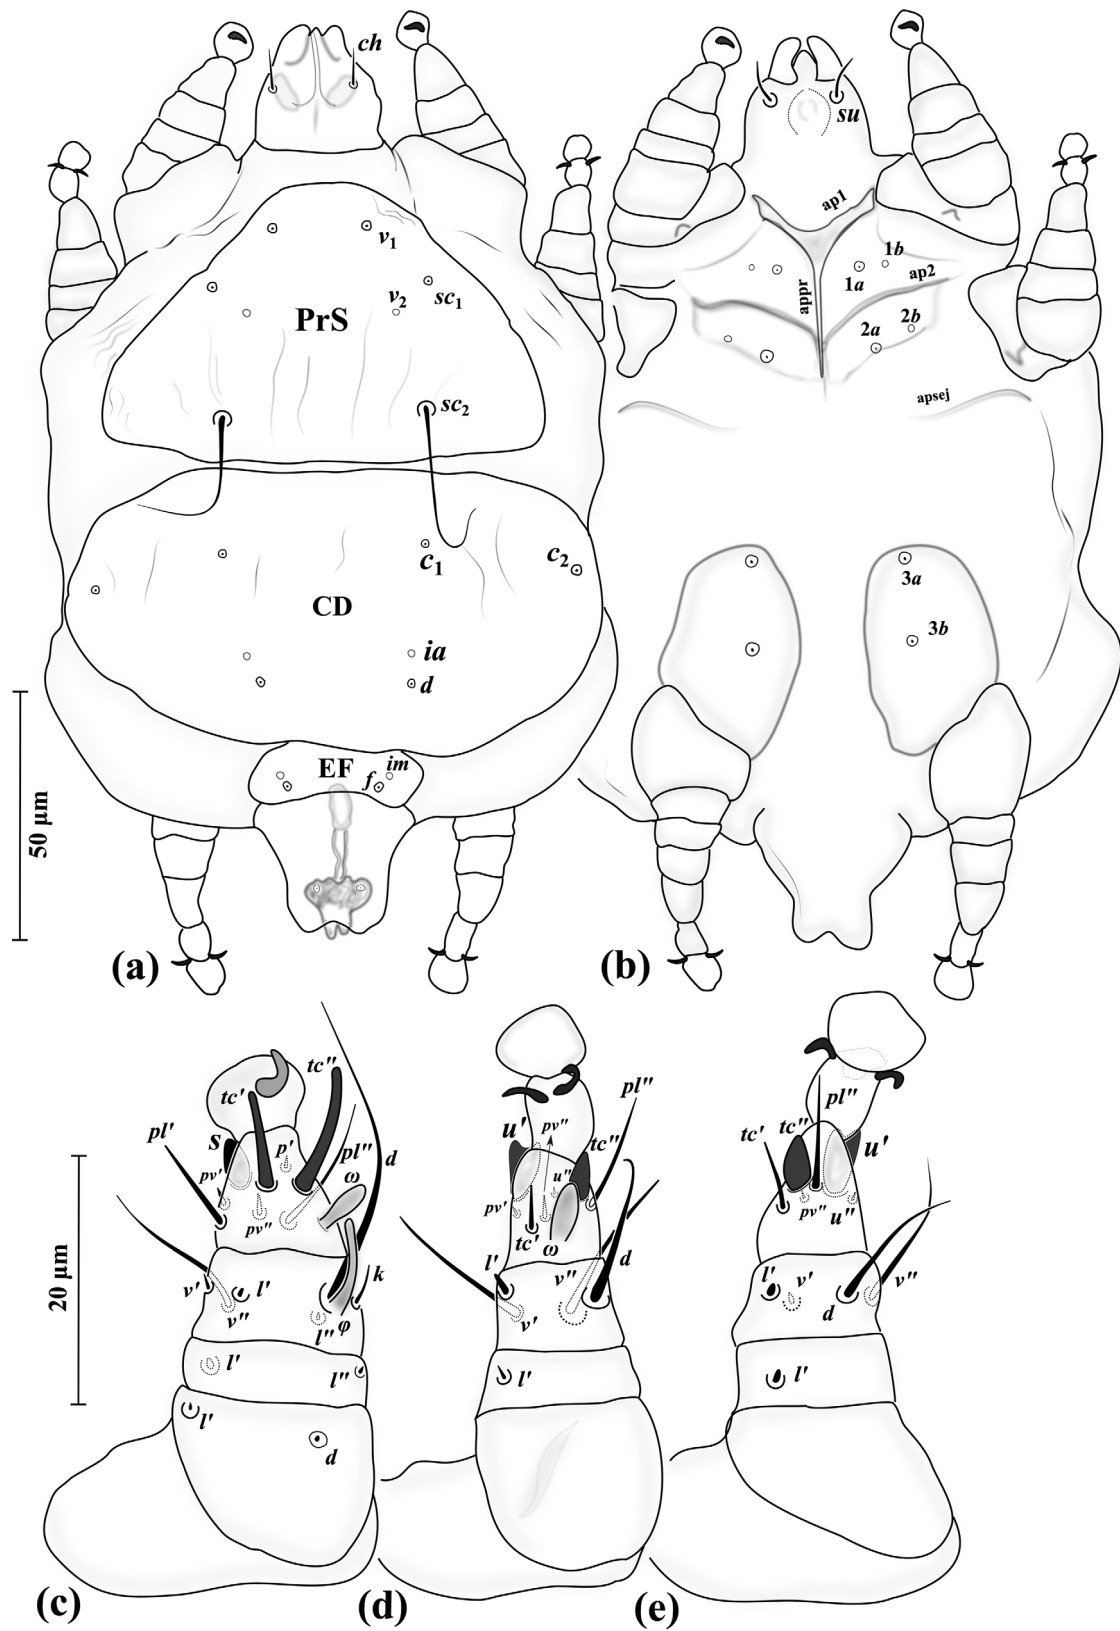 ch
v₁
sc₁
v₂
PrS
sc₂
c₁
c₂
CD
ia
d
EF
im
f
50 µm
(a)
su
ap1
1b
1a
ap2
appr
2b
2a
apsej
3a
3b
(b)
tc'
tc"
pl'
s
p'
pl"
d
pv'
pv"
ω
v'
l'
v"
l"
φ
k
l'
l"
l'
d
20 µm
(c)
pl"
u'
pv"
tc"
pv'
u"
tc'
ω
l'
v"
d
v'
l'
(d)
pl"
tc'
tc"
u'
pv"
u"
l'
v'
v"
d
l'
(e)